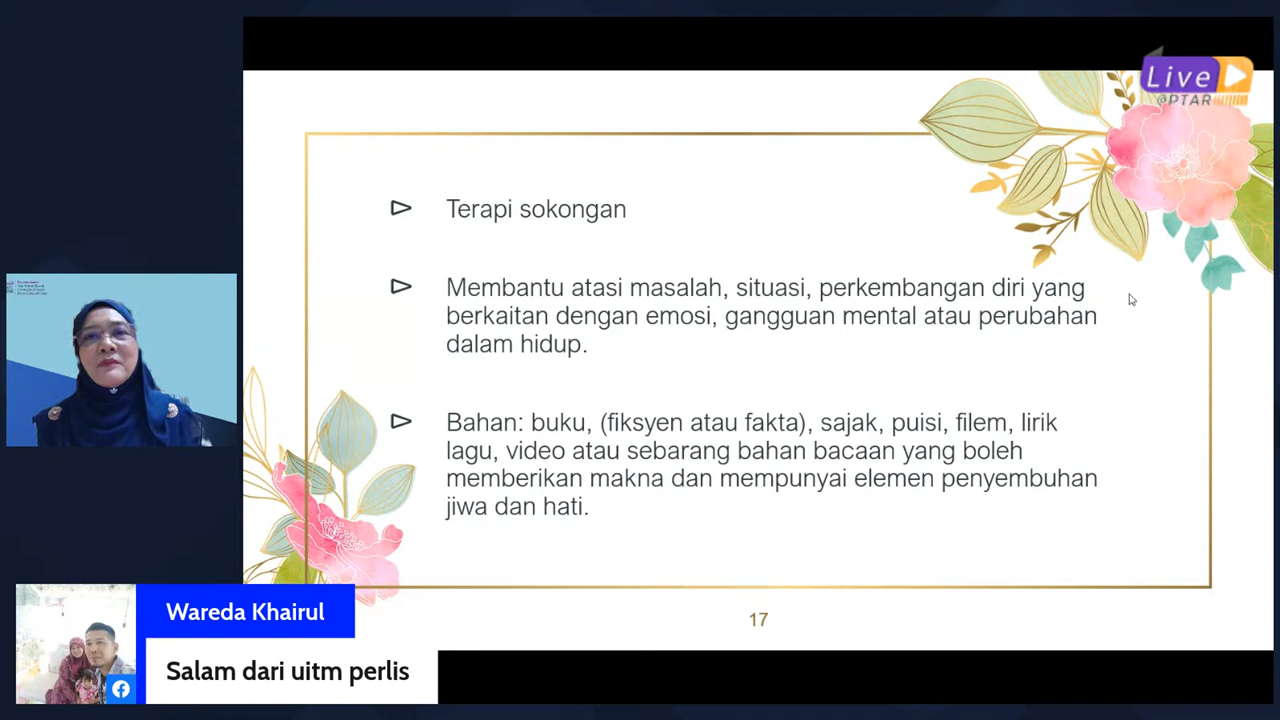 Live
@PTAR
Terapi sokongan
Membantu atasi masalah, situasi, perkembangan diri yang
berkaitan dengan emosi, gangguan mental atau perubahan
dalam hidup.
Bahan: buku, (fiksyen atau fakta), sajak, puisi, filem, lirik
lagu, video atau sebarang bahan bacaan yang boleh
memberikan makna dan mempunyai elemen penyembuhan
jiwa dan hati.
17
Wareda Khairul
Salam dari uitm perlis